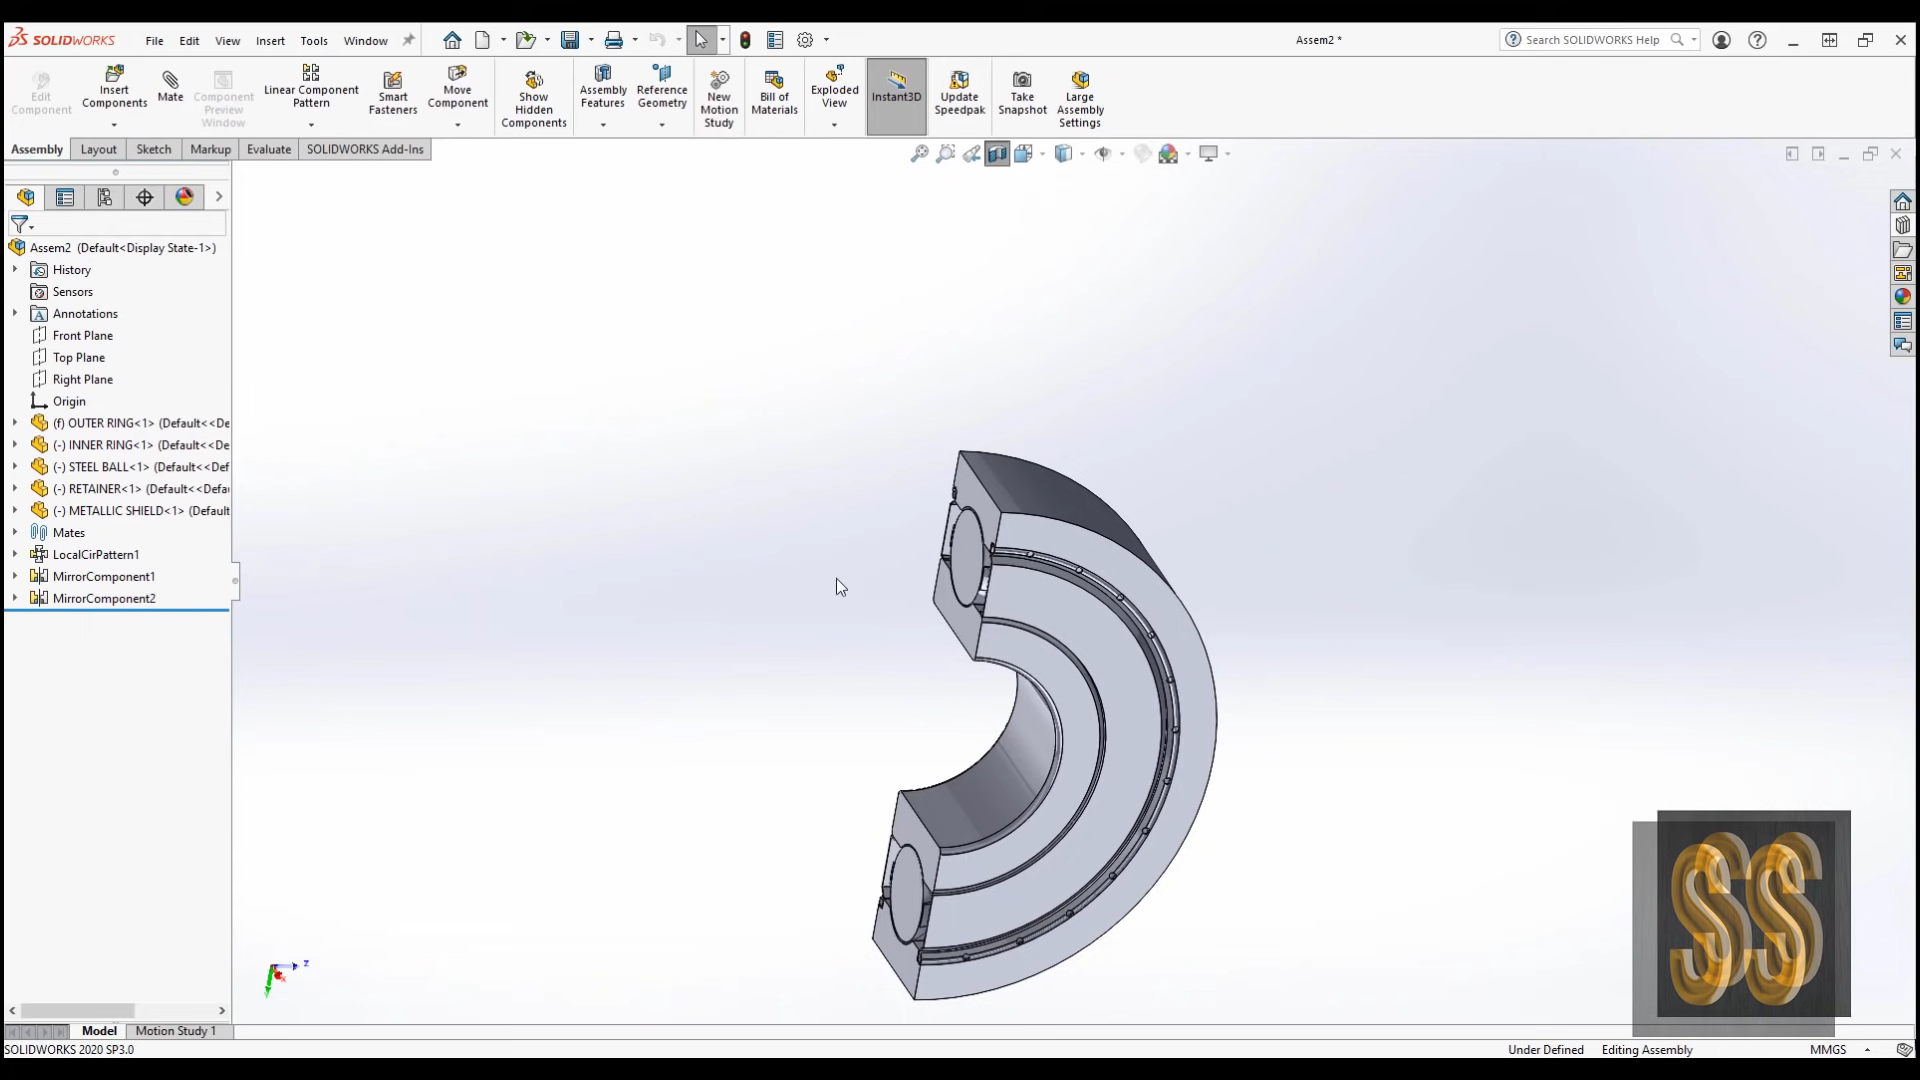 SOLIDWORKS File Edit View Insert Tools Window Assem2 * Search SOLIDWORKS Help
Edit Component
Insert Components
Mate
Component Preview Window
Linear Component Pattern
Smart Fasteners
Move Component
Show Hidden Components
Assembly Features
Reference Geometry
New Motion Study
Bill of Materials
Exploded View
Instant3D
Update Speedpak
Take Snapshot
Large Assembly Settings
Assembly Layout Sketch Markup Evaluate SOLIDWORKS Add-Ins
Assem2 (Default<Display State-1>)
History
Sensors
Annotations
Front Plane
Top Plane
Right Plane
Origin
(f) OUTER RING<1> (Default<<De
(-) INNER RING<1> (Default<<De
(-) STEEL BALL<1> (Default<<Def
(-) RETAINER<1> (Default<<Defa
(-) METALLIC SHIELD<1> (Default
Mates
LocalCirPattern1
MirrorComponent1
MirrorComponent2
z
x
SS
Model Motion Study 1
SOLIDWORKS 2020 SP3.0 Under Defined Editing Assembly MMGS